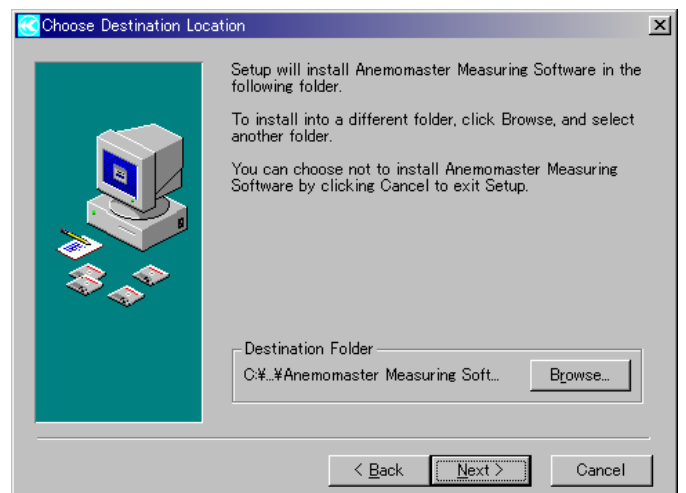 Choose Destination Location
Setup will install Anemomaster Measuring Software in the
following folder.
To install into a different folder, click Browse, and select
another folder.
You can choose not to install Anemomaster Measuring
Software by clicking Cancel to exit Setup.
Destination Folder
C:¥...¥Anemomaster Measuring Soft... Browse...
< Back Next > Cancel